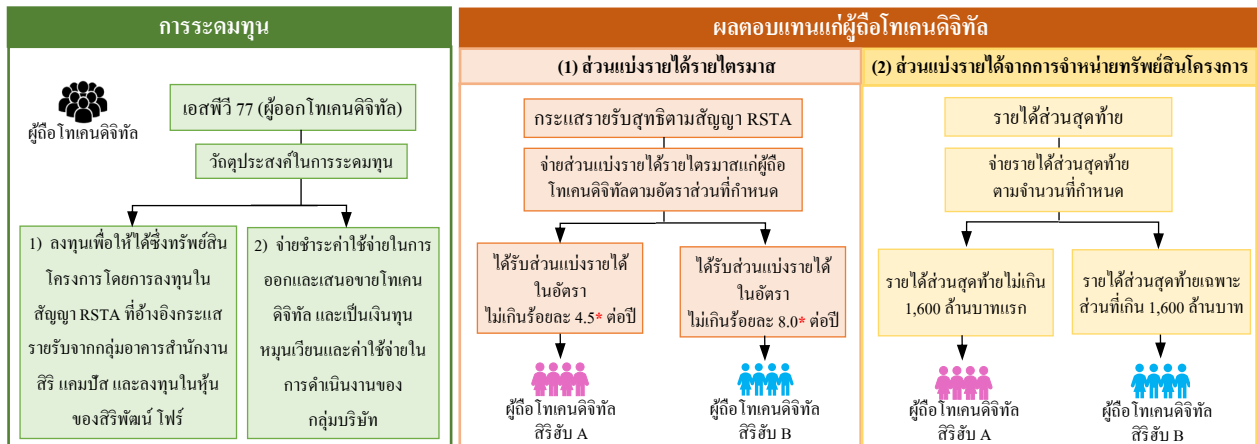 การระดมทุน
ผู้ถือโทเคนดิจิทัล
เอสพีวี 77 (ผู้ออกโทเคนดิจิทัล)
วัถตุประสงค์ในการระดมทุน
1) ลงทุนเพื่อให้ได้ซึ่งทรัพย์สิน
โครงการโดยการลงทุนใน
สัญญา RSTA ที่อ้างอิงกระแส
รายรับจากกลุ่มอาคารสำนักงาน
สิริ แคมปัส และลงทุนในหุ้น
ของสิริพัฒน์ โฟร์
2) จ่ายชำระค่าใช้จ่ายในการ
ออกและเสนอขายโทเคน
ดิจิทัล และเป็นเงินทุน
หมุนเวียนและค่าใช้จ่ายใน
การดำเนินงานของ
กลุ่มบริษัท
ผลตอบแทนแก่ผู้ถือโทเคนดิจิทัล
(1) ส่วนแบ่งรายได้รายไตรมาส
กระแสรายรับสุทธิตามสัญญา RSTA
จ่ายส่วนแบ่งรายได้รายไตรมาสแก่ผู้ถือ
โทเคนดิจิทัลตามอัตราส่วนที่กำหนด
ได้รับส่วนแบ่งรายได้
ในอัตรา
ไม่เกินร้อยละ 4.5* ต่อปี
ผู้ถือโทเคนดิจิทัล
สิริฮับ A
ได้รับส่วนแบ่งรายได้
ในอัตรา
ไม่เกินร้อยละ 8.0* ต่อปี
ผู้ถือโทเคนดิจิทัล
สิริฮับ B
(2) ส่วนแบ่งรายได้จากการจำหน่ายทรัพย์สินโครงการ
รายได้ส่วนสุดท้าย
จ่ายรายได้ส่วนสุดท้าย
ตามจำนวนที่กำหนด
รายได้ส่วนสุดท้ายไม่เกิน
1,600 ล้านบาทแรก
ผู้ถือโทเคนดิจิทัล
สิริฮับ A
รายได้ส่วนสุดท้ายเฉพาะ
ส่วนที่เกิน 1,600 ล้านบาท
ผู้ถือโทเคนดิจิทัล
สิริฮับ B